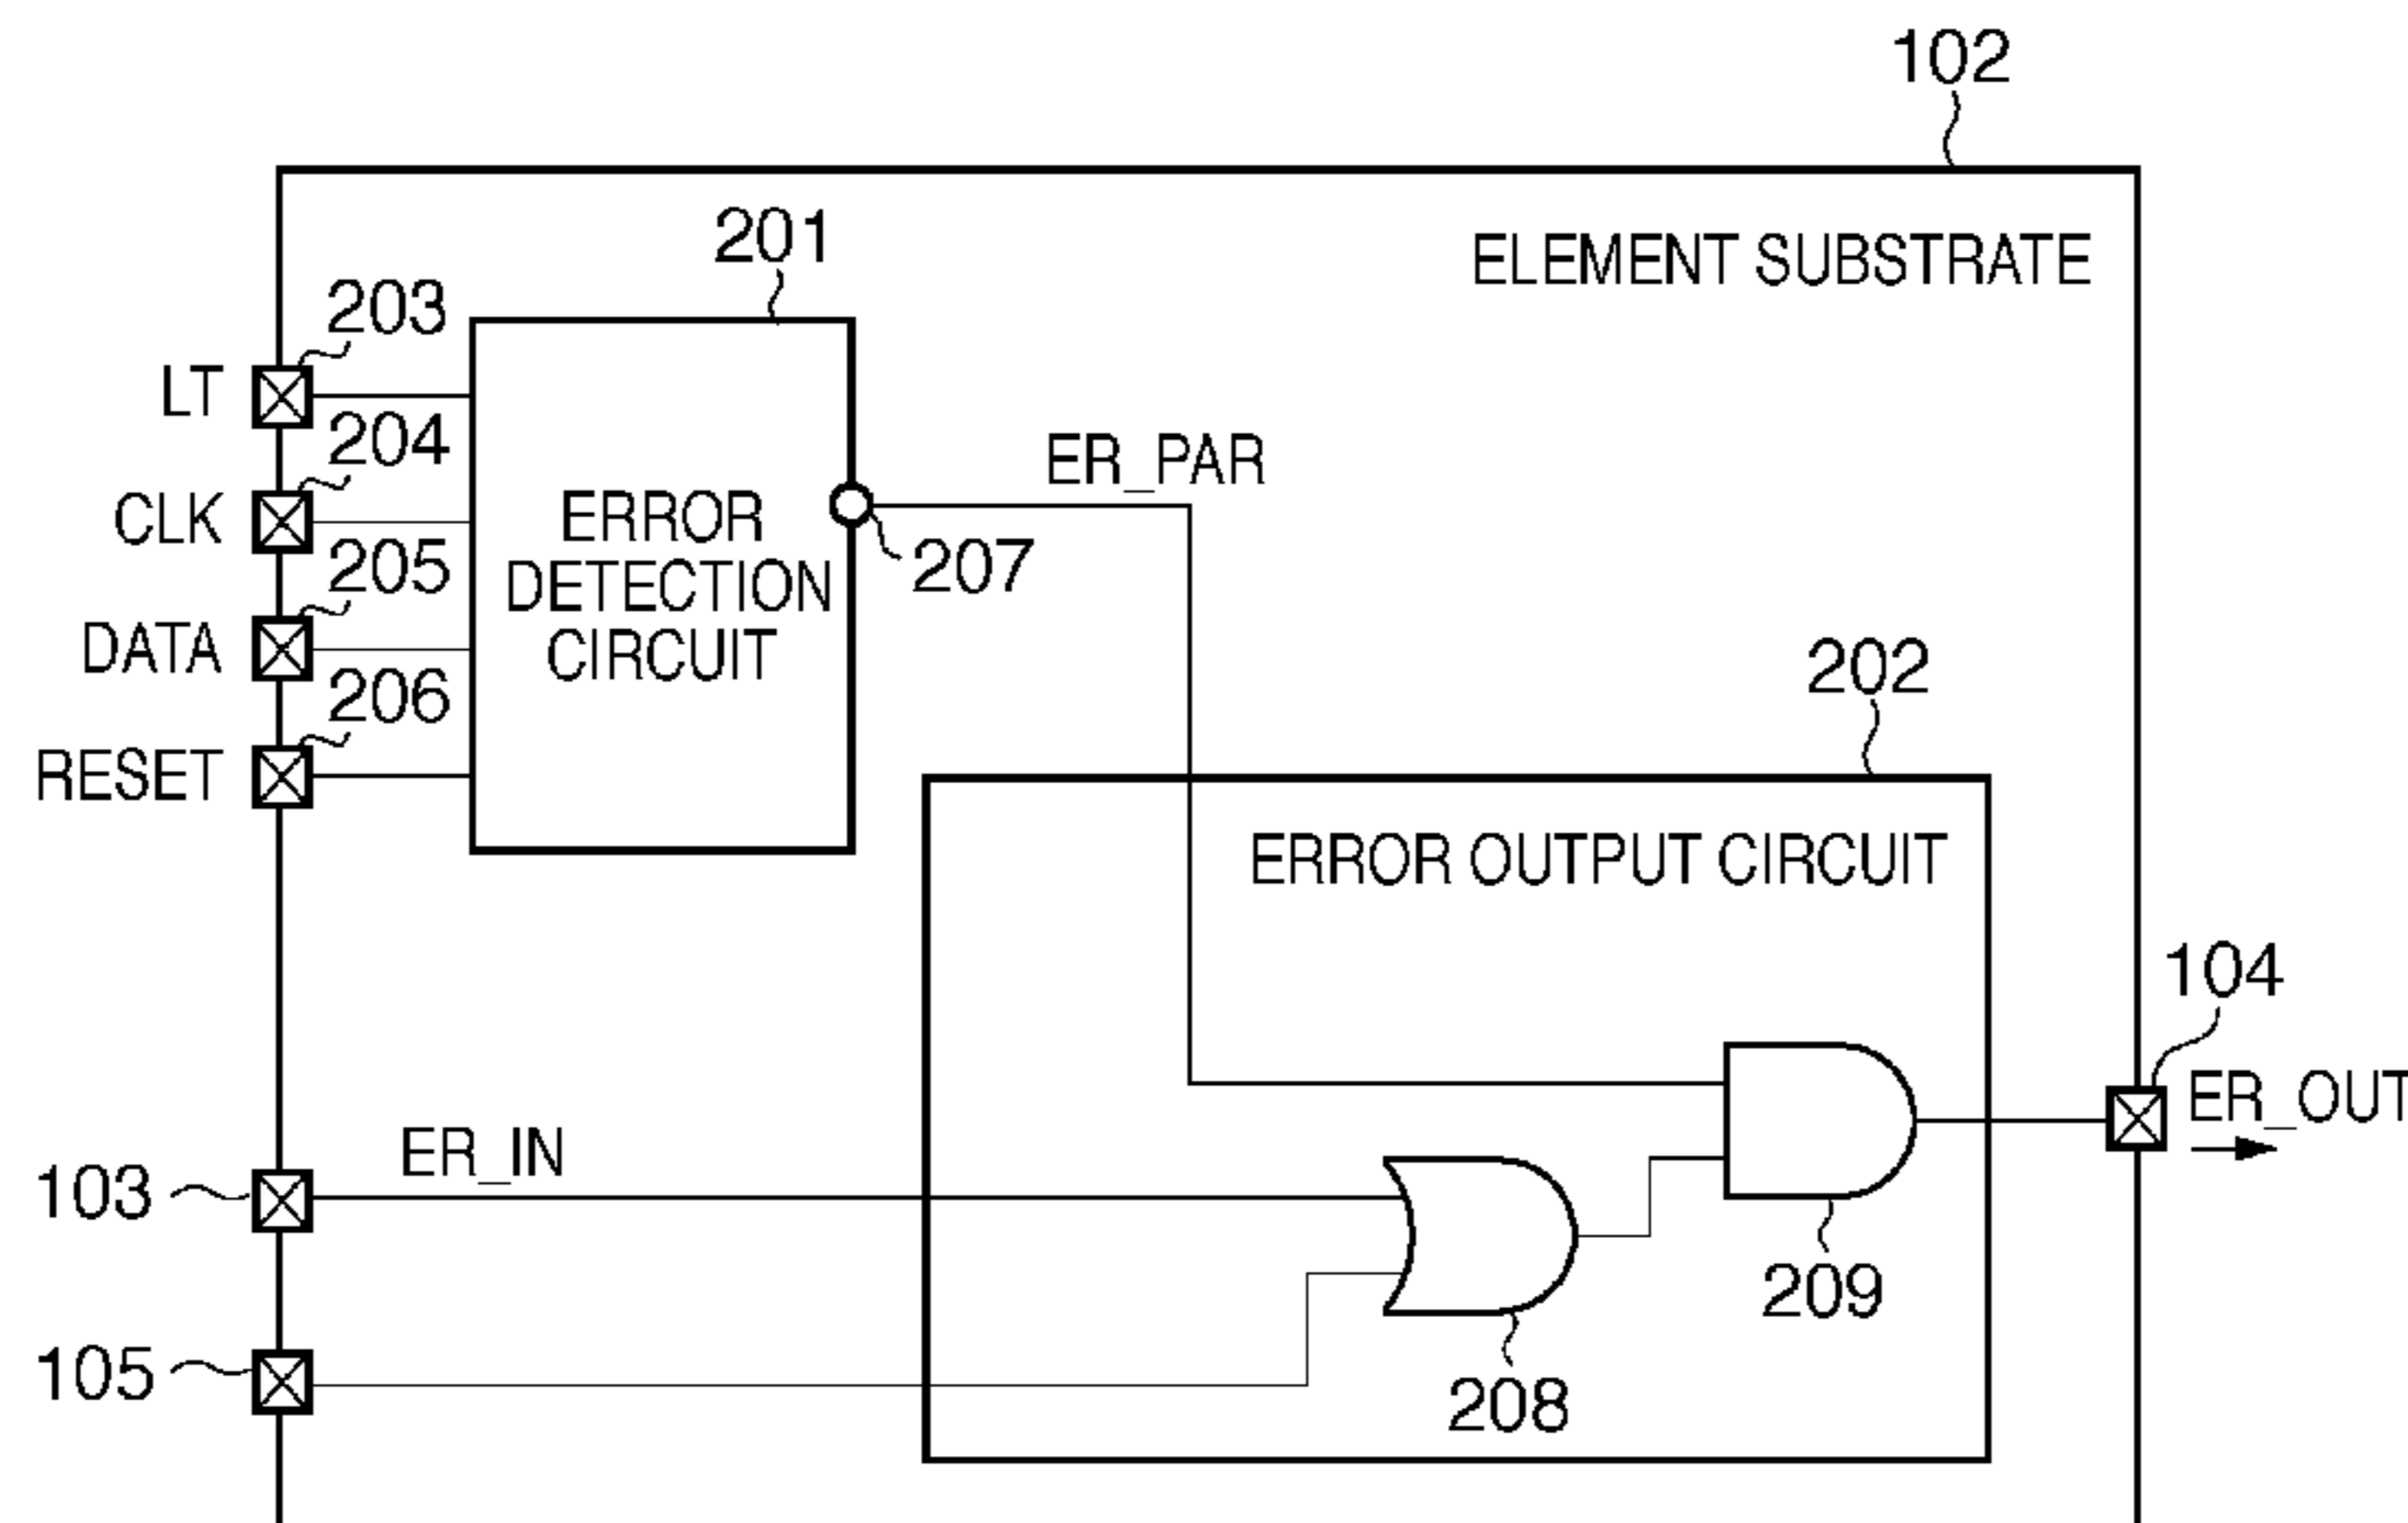 102
ELEMENT SUBSTRATE
201
203
LT
204
CLK
205
DATA
206
RESET
ERROR
DETECTION
CIRCUIT
ER_PAR
207
202
ERROR OUTPUT CIRCUIT
104
ER_OUT
ER_IN
103
209
105
208